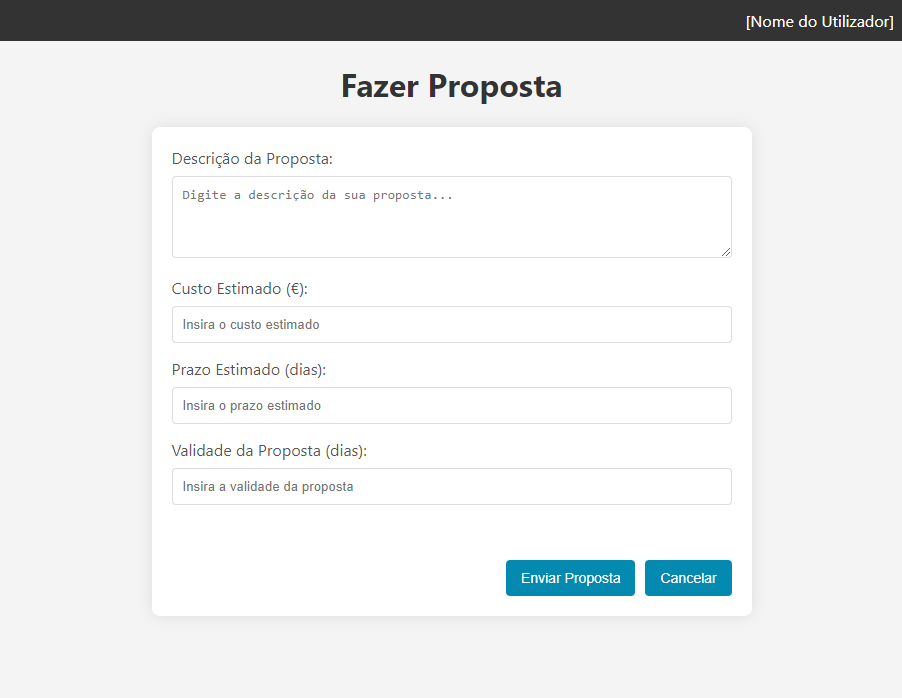 [Nome do Utilizador]
Fazer Proposta
Descrição da Proposta:
Digite a descrição da sua proposta...
Custo Estimado (€):
Insira o custo estimado
Prazo Estimado (dias):
Insira o prazo estimado
Validade da Proposta (dias):
Insira a validade da proposta
Enviar Proposta
Cancelar